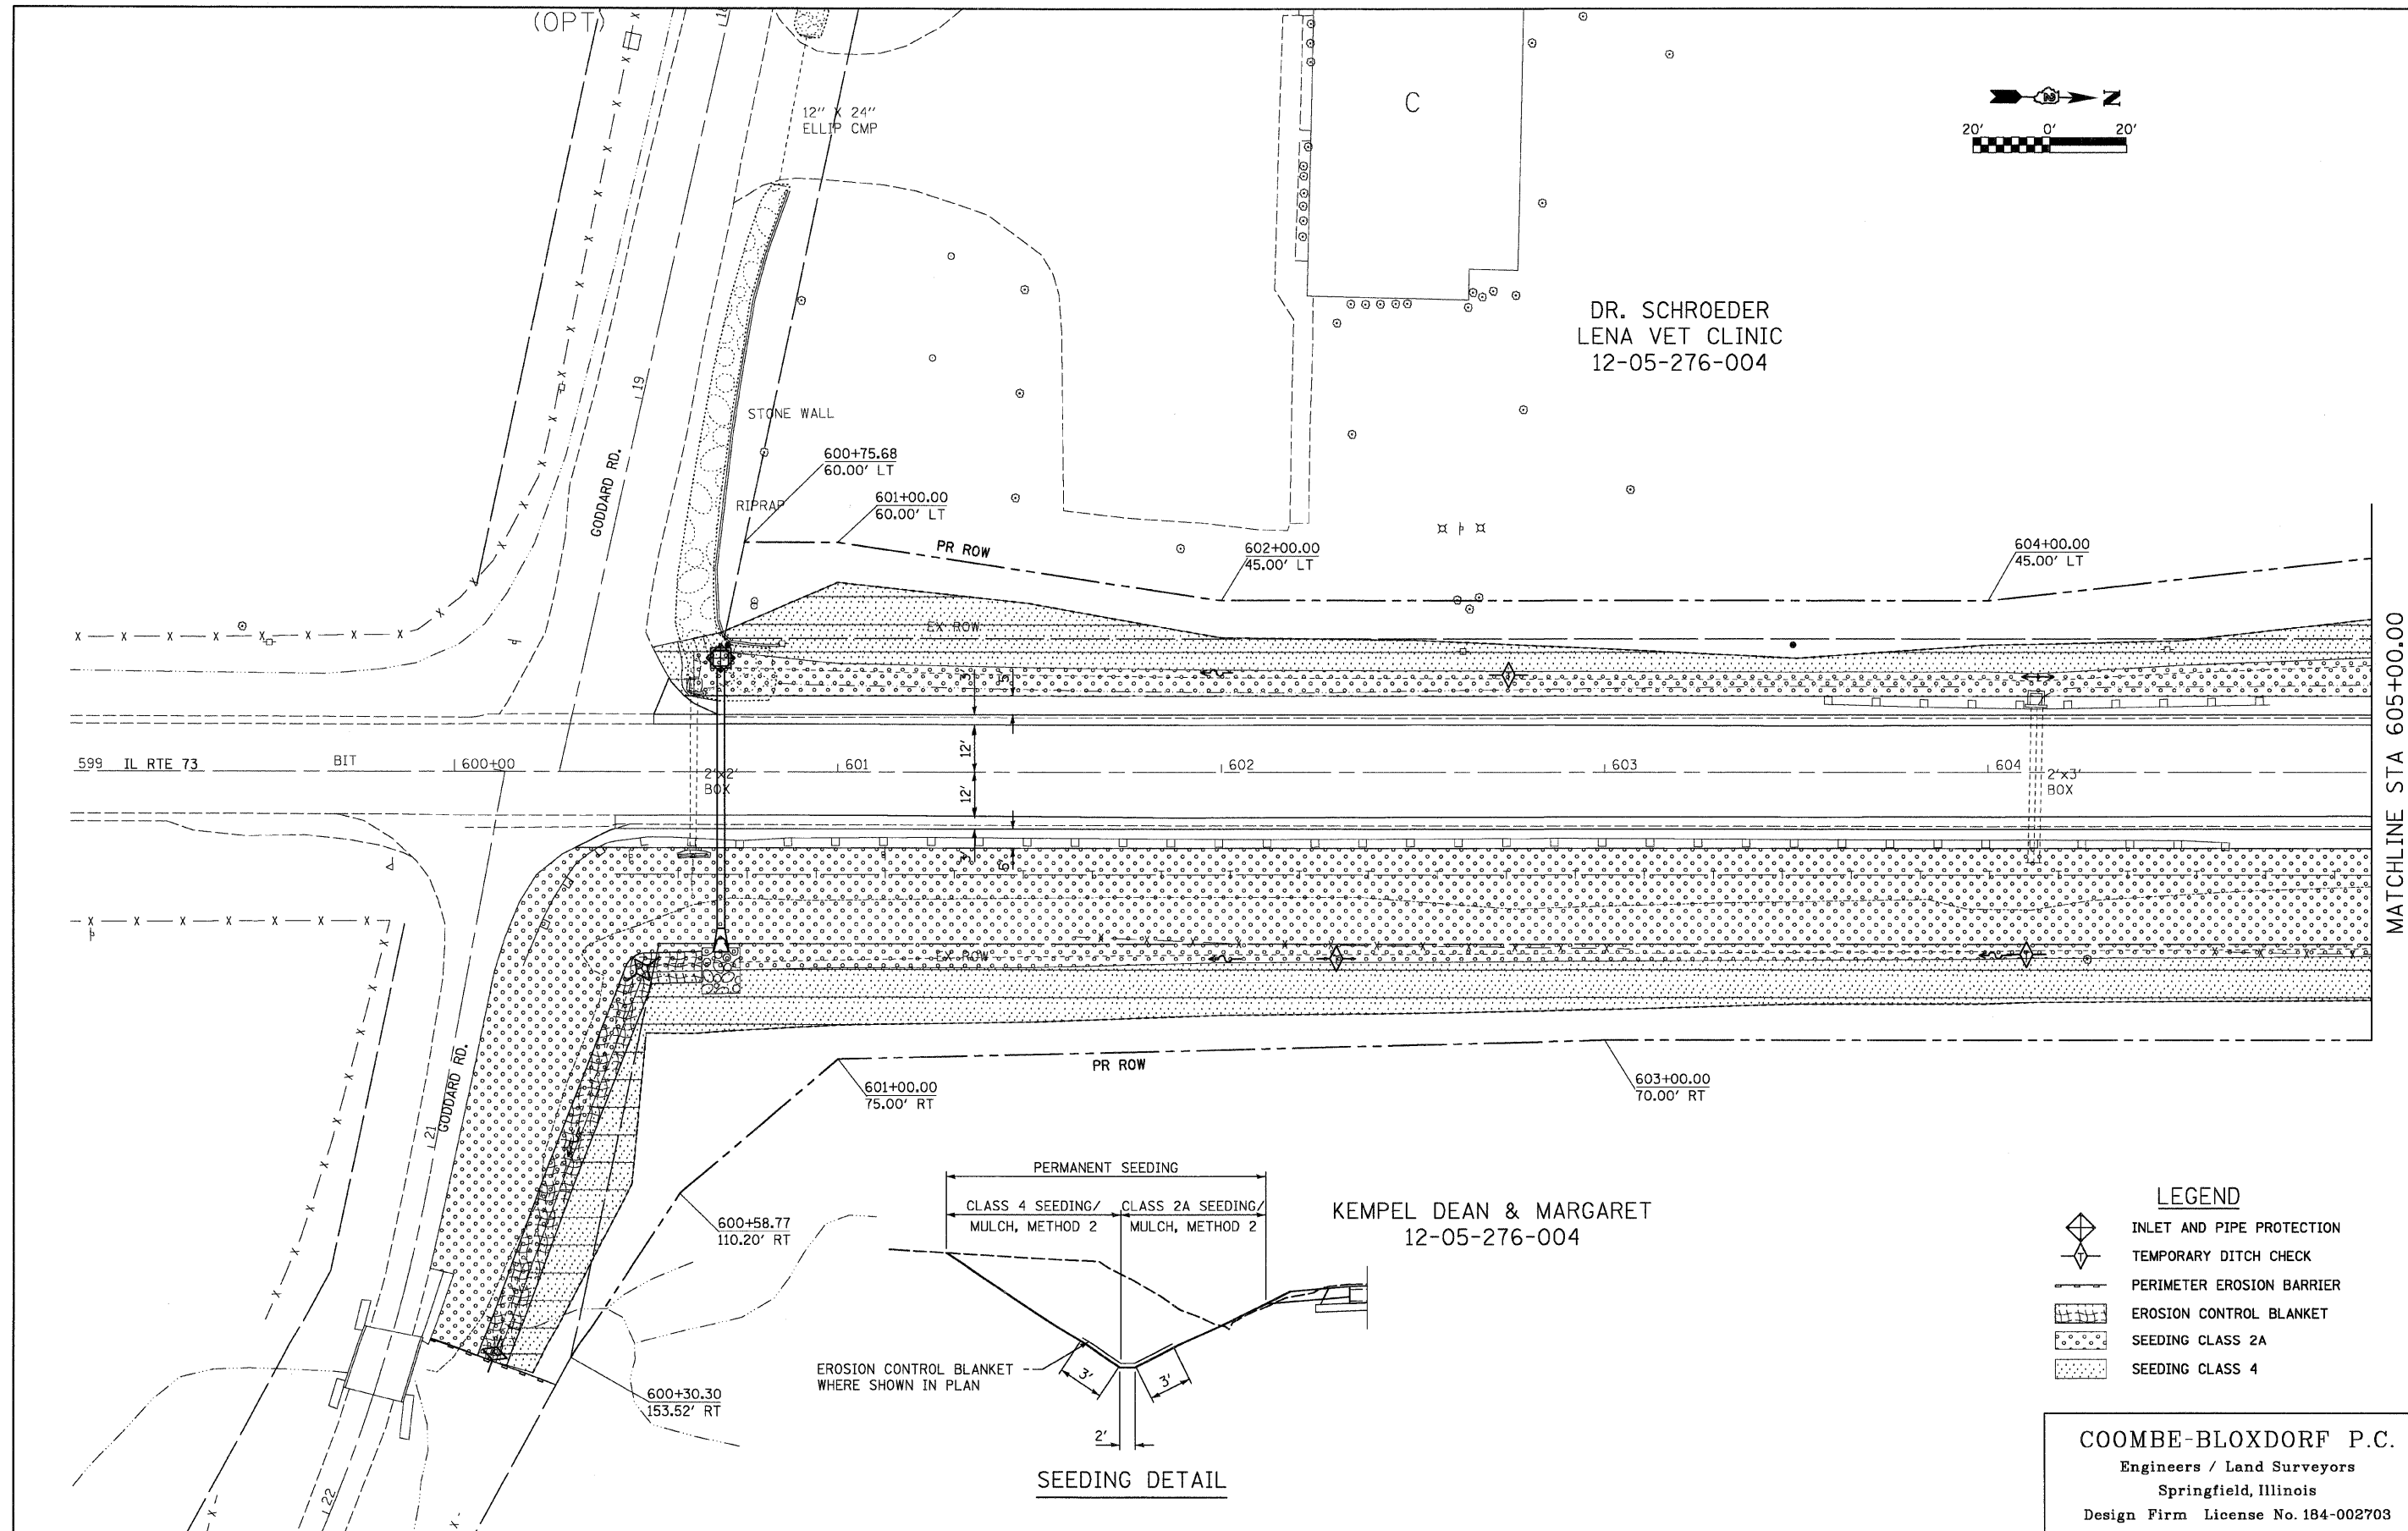 (OPT)
18
12" X 24"
ELLIP CMP
C
N
20' 0' 20'
DR. SCHROEDER
LENA VET CLINIC
12-05-276-004
19
GODDARD RD.
STONE WALL
RIPRAP
600+75.68
60.00' LT
601+00.00
60.00' LT
PR ROW
602+00.00
45.00' LT
604+00.00
45.00' LT
EX ROW
3'
5'
599 IL RTE 73
BIT
600+00
2'x2'
BOX
601
12'
12'
602
603
604
2'x3'
BOX
MATCHLINE STA 605+00.00
3'
6'
EX ROW
PR ROW
601+00.00
75.00' RT
603+00.00
70.00' RT
GODDARD RD.
21
600+58.77
110.20' RT
600+30.30
153.52' RT
22
PERMANENT SEEDING
CLASS 4 SEEDING/
MULCH, METHOD 2
CLASS 2A SEEDING/
MULCH, METHOD 2
EROSION CONTROL BLANKET
WHERE SHOWN IN PLAN
3'
3'
2'
SEEDING DETAIL
KEMPEL DEAN & MARGARET
12-05-276-004
LEGEND
INLET AND PIPE PROTECTION
T TEMPORARY DITCH CHECK
PERIMETER EROSION BARRIER
EROSION CONTROL BLANKET
SEEDING CLASS 2A
SEEDING CLASS 4
COOMBE-BLOXDORF P.C.
Engineers / Land Surveyors
Springfield, Illinois
Design Firm License No. 184-002703